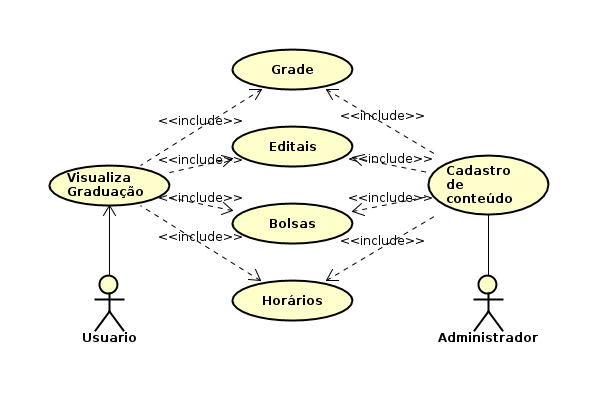 Grade
<<include>>
<<include>>
Editais
<<include>>
<<include>>
Visualiza
Graduação
Cadastro
de
conteúdo
<<include>>
<<include>>
Bolsas
<<include>>
<<include>>
Horários
Usuario
Administrador